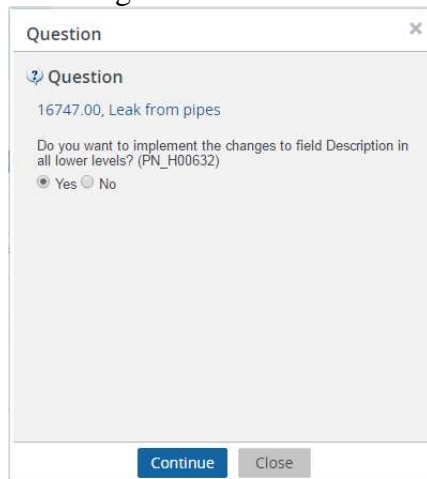 Question
Question
16747.00, Leak from pipes
Do you want to implement the changes to field Description in
all lower levels? (PN_H00632)
Yes No
Continue Close